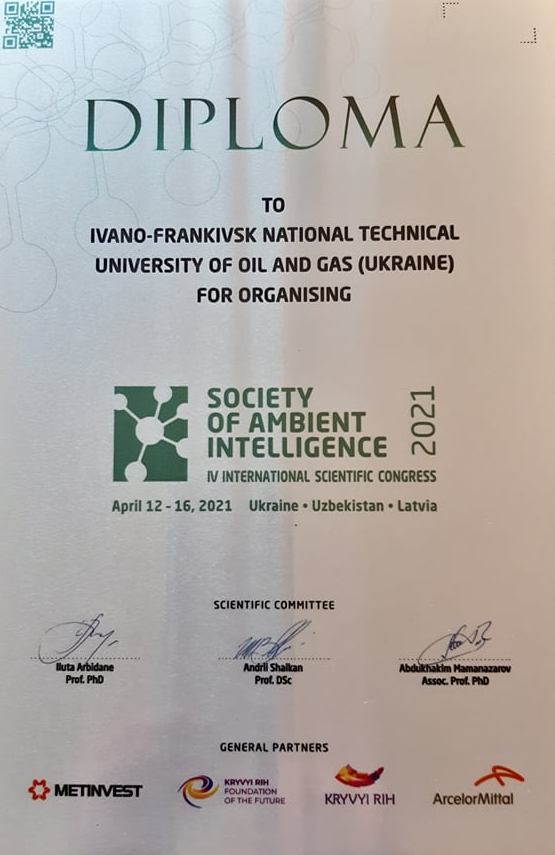 DIPLOMA
TO
IVANO-FRANKIVSK NATIONAL TECHNICAL
UNIVERSITY OF OIL AND GAS (UKRAINE)
FOR ORGANISING
SOCIETY
OF AMBIENT
INTELLIGENCE
2021
IV INTERNATIONAL SCIENTIFIC CONGRESS
April 12 - 16, 2021 Ukraine • Uzbekistan • Latvia
SCIENTIFIC COMMITTEE
Iluta Arbidane
Prof. PhD
Andrii Shaikan
Prof. DSc
Abdukhakim Mamanazarov
Assoc. Prof. PhD
GENERAL PARTNERS
METINVEST
KRYVYI RIH
FOUNDATION
OF THE FUTURE
KRYVYI RIH
ArcelorMittal